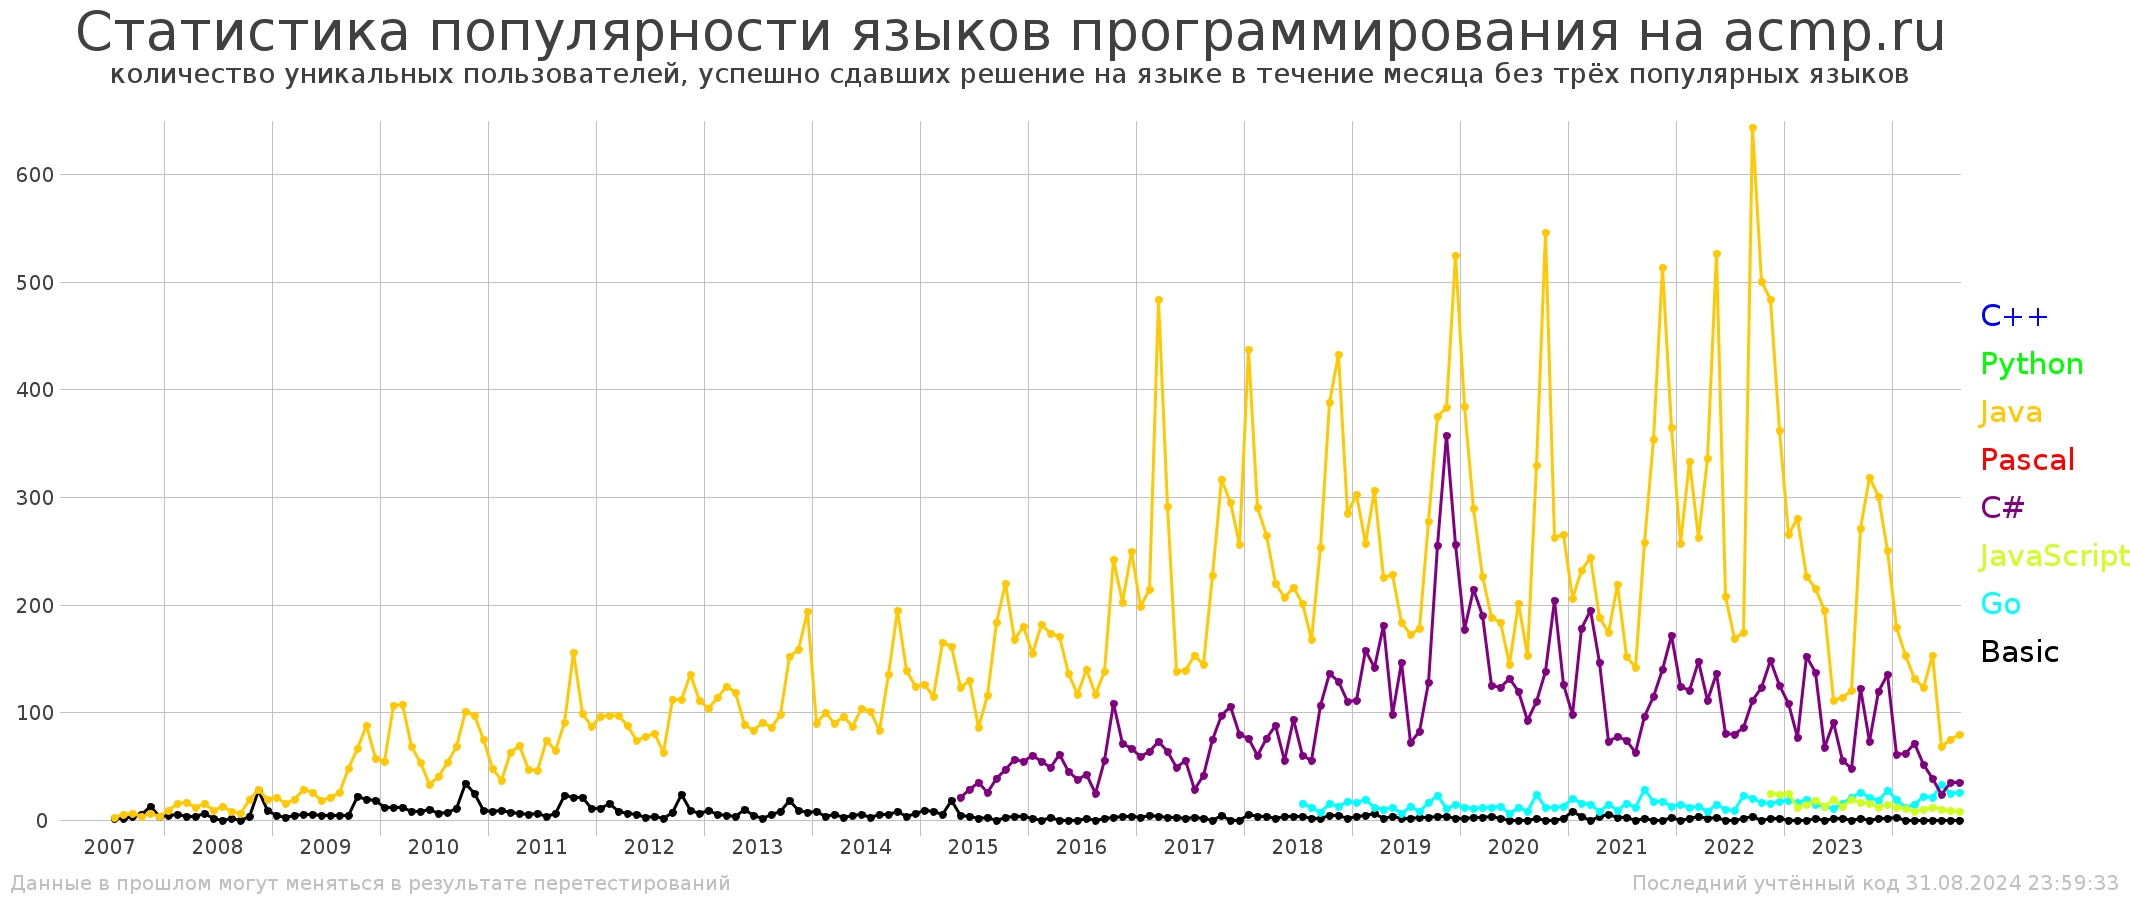 Статистика популярности языков программирования на acmp.ru
количество уникальных пользователей, успешно сдавших решение на языке в течение месяца без трёх популярных языков
600
500
400
300
200
100
0
C++
Python
Java
Pascal
C#
JavaScript
Go
Basic
2007 2008 2009 2010 2011 2012 2013 2014 2015 2016 2017 2018 2019 2020 2021 2022 2023
Данные в прошлом могут меняться в результате перетестирований
Последний учтённый код 31.08.2024 23:59:33